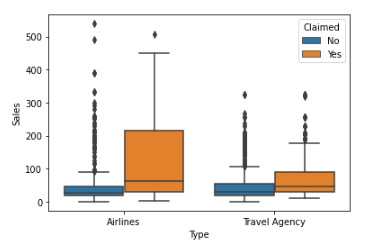 Claimed
No
Yes
500
400
300
200
100
0
Sales
Airlines
Travel Agency
Type